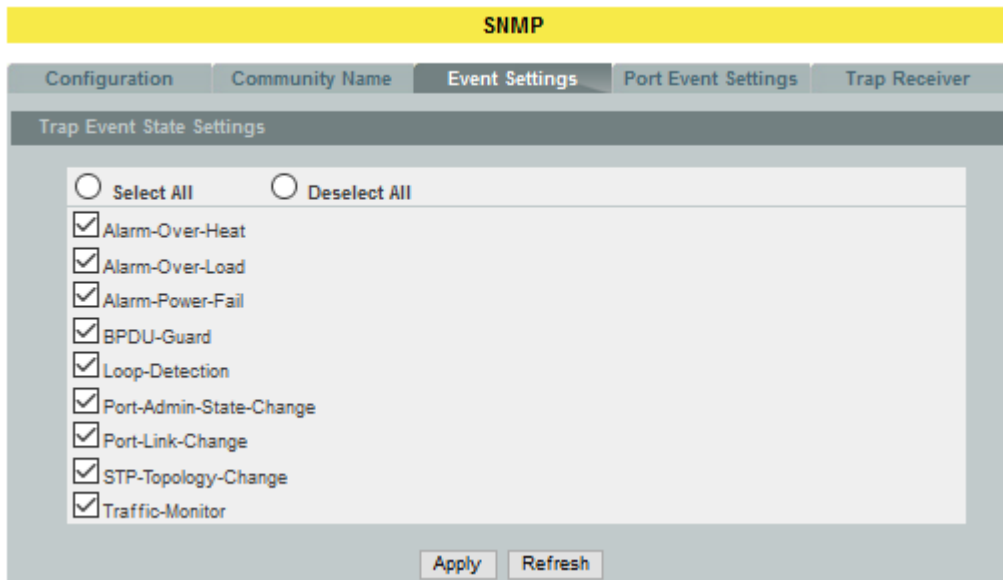 SNMP
Configuration Community Name Event Settings Port Event Settings Trap Receiver
Trap Event State Settings
Select All Deselect All
Alarm-Over-Heat
Alarm-Over-Load
Alarm-Power-Fail
BPDU-Guard
Loop-Detection
Port-Admin-State-Change
Port-Link-Change
STP-Topology-Change
Traffic-Monitor
Apply Refresh